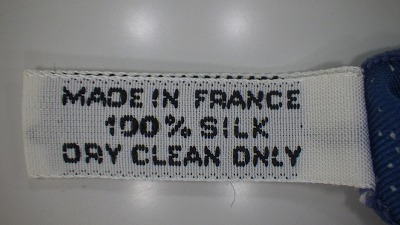 MADE IN FRANCE
100% SILK
DRY CLEAN ONLY